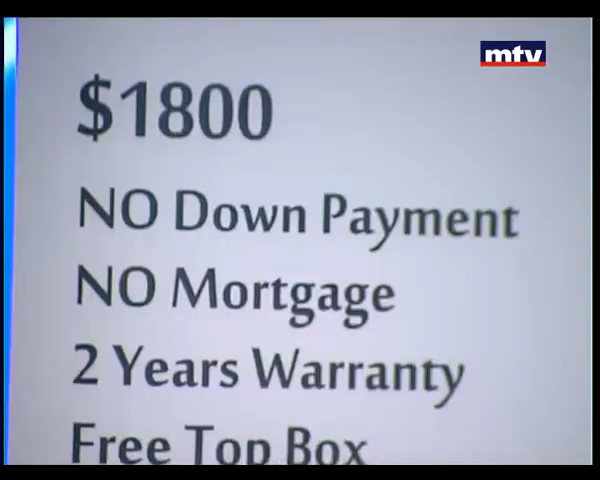 mtv
$1800
NO Down Payment
NO Mortgage
2 Years Warranty
Free Top Box